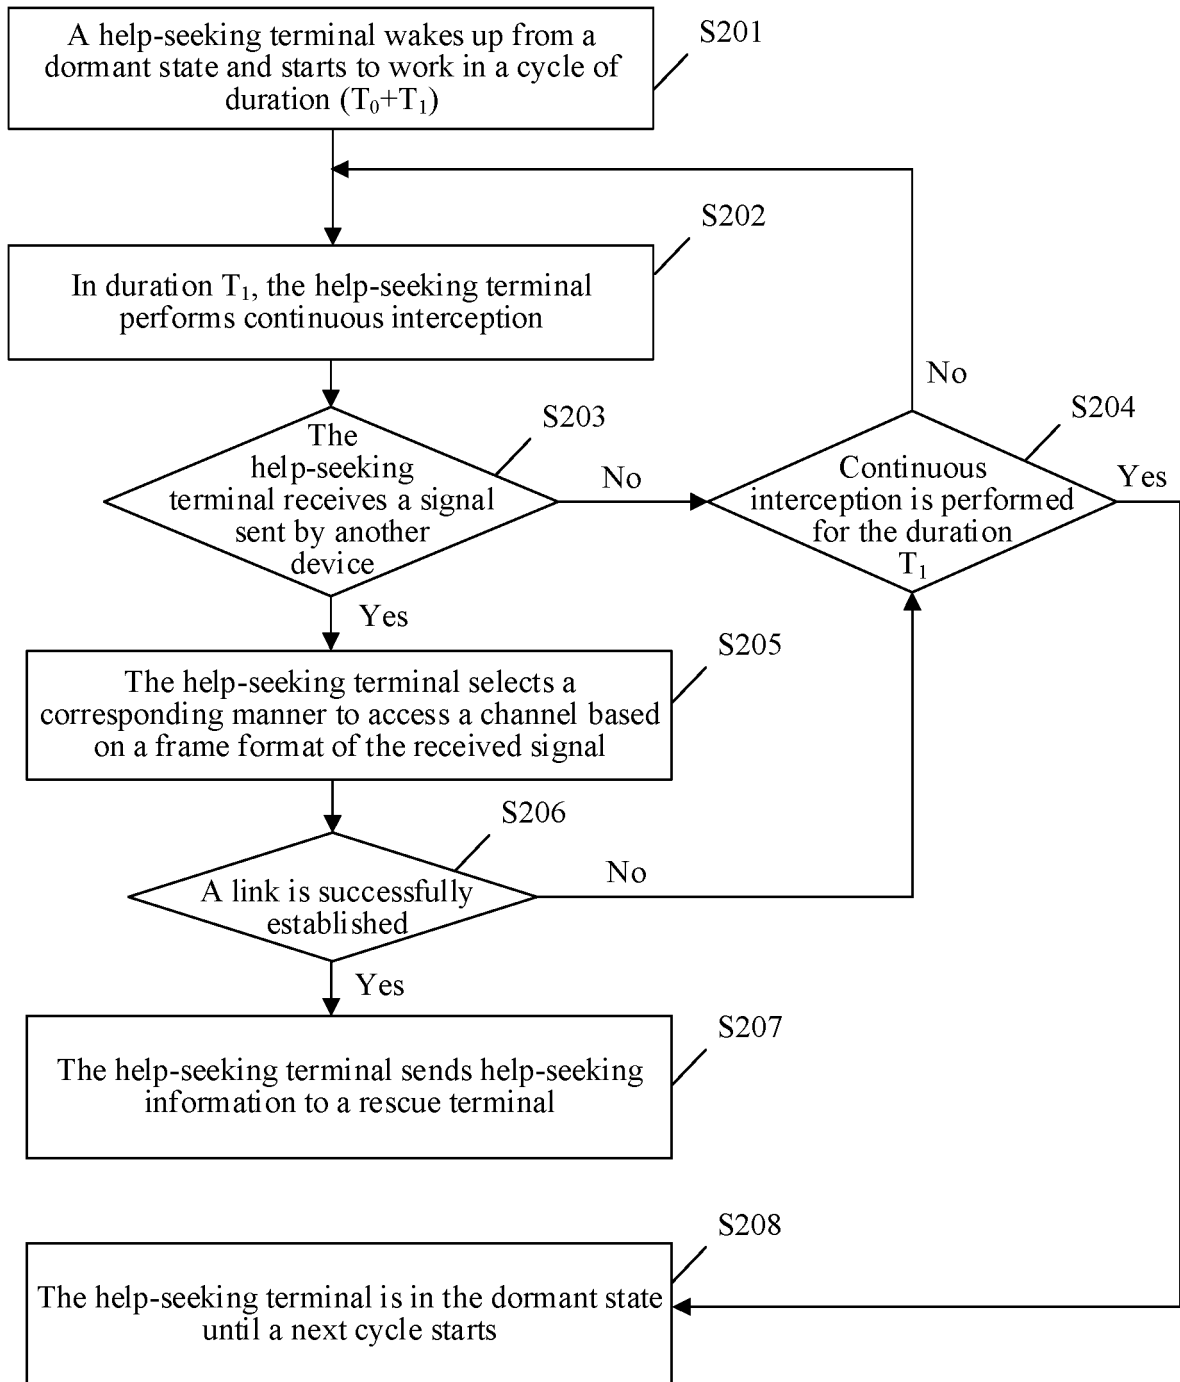 A help-seeking terminal wakes up from a
dormant state and starts to work in a cycle of
duration (T₀+T₁)
S201
S202
In duration T₁, the help-seeking terminal
performs continuous interception
No
S203
S204
The
help-seeking
terminal receives a signal
sent by another
device
No
Continuous
interception is performed
for the duration
T₁
Yes
Yes
S205
The help-seeking terminal selects a
corresponding manner to access a channel based
on a frame format of the received signal
S206
A link is successfully
established
No
Yes
S207
The help-seeking terminal sends help-seeking
information to a rescue terminal
S208
The help-seeking terminal is in the dormant state
until a next cycle starts